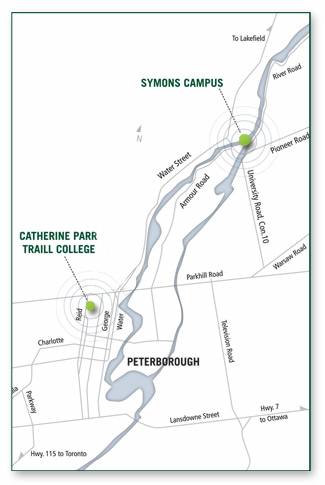 To Lakefield
River Road
SYMONS CAMPUS
N
Pioneer Road
Water Street
Armour Road
University Road, Con.10
CATHERINE PARR
TRAILL COLLEGE
Warsaw Road
Parkhill Road
Reid
George
Water
Television Road
Charlotte
PETERBOROUGH
Parkway
Lansdowne Street
Hwy. 7
to Ottawa
Hwy. 115 to Toronto